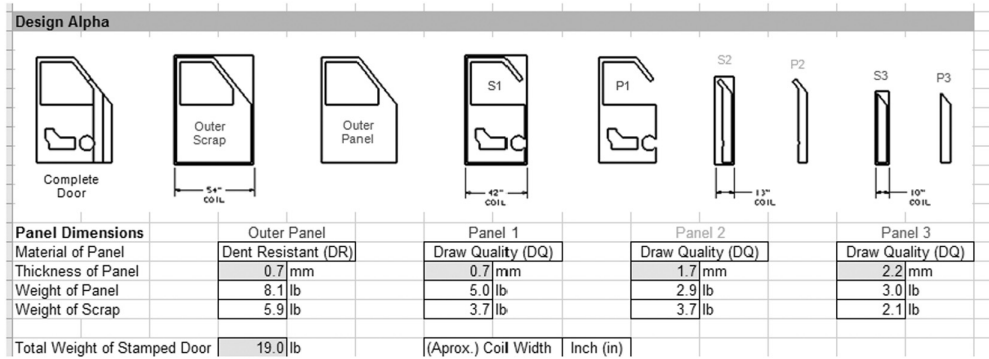 Design Alpha
S2
P2
S1
P1
S3
P3
Outer
Scrap
Outer
Panel
Complete
Door
54"
COIL
42"
COIL
13"
COIL
10"
COIL
Panel Dimensions Outer Panel Panel 1 Panel 2 Panel 3
Material of Panel Dent Resistant (DR) Draw Quality (DQ) Draw Quality (DQ) Draw Quality (DQ)
Thickness of Panel 0.7 mm 0.7 mm 1.7 mm 2.2 mm
Weight of Panel 8.1 lb 5.0 lb 2.9 lb 3.0 lb
Weight of Scrap 5.9 lb 3.7 lb 3.7 lb 2.1 lb
Total Weight of Stamped Door 19.0 lb (Aprox.) Coil Width Inch (in)